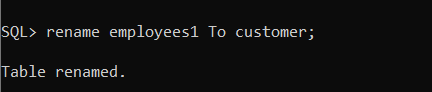 SQL> rename employees1 To customer;
Table renamed.